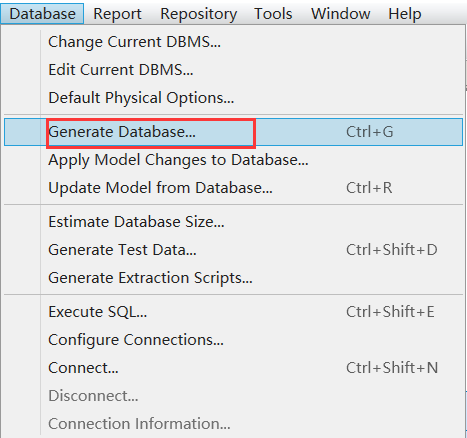 Database Report Repository Tools Window Help
Change Current DBMS...
Edit Current DBMS...
Default Physical Options...
Generate Database... Ctrl+G
Apply Model Changes to Database...
Update Model from Database... Ctrl+R
Estimate Database Size...
Generate Test Data... Ctrl+Shift+D
Generate Extraction Scripts...
Execute SQL... Ctrl+Shift+E
Configure Connections...
Connect... Ctrl+Shift+N
Disconnect...
Connection Information...